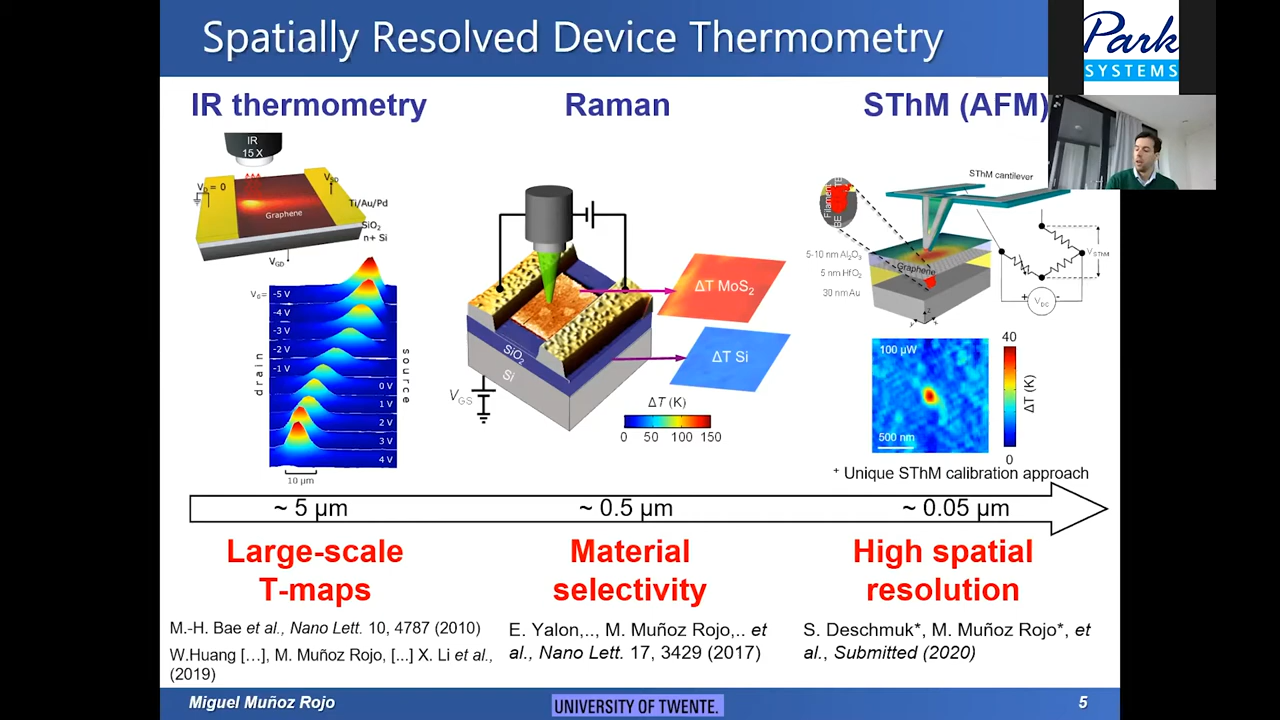 Spatially Resolved Device Thermometry
Park
SYSTEMS
IR thermometry
Raman
SThM (AFM)
IR
15 X
= 0
Graphene
Ti/Au/Pd
SiO2
n+ Si
VGD
VG=
-5 V
-4 V
-3 V
-2 V
-1 V
0 V
1 V
2 V
3 V
4 V
drain
source
10 µm
ΔT MoS2
ΔT Si
SiO2
Si
VGS
ΔT (K)
0 50 100 150
SThM cantilever
Filament
TE
BE
5-10 nm Al2O3
5 nm HfO2
30 nm Au
Graphene
VSThM
VDC
+ -
z
y
x
100 µW
500 nm
40
ΔT (K)
0
+ Unique SThM calibration approach
~ 5 µm
~ 0.5 µm
~ 0.05 µm
Large-scale
T-maps
Material
selectivity
High spatial
resolution
M.-H. Bae et al., Nano Lett. 10, 4787 (2010)
W.Huang [...], M. Muñoz Rojo, [...] X. Li et al.,
(2019)
E. Yalon,.., M. Muñoz Rojo,.. et
al., Nano Lett. 17, 3429 (2017)
S. Deschmuk*, M. Muñoz Rojo*, et
al., Submitted (2020)
Miguel Muñoz Rojo
UNIVERSITY OF TWENTE.
5